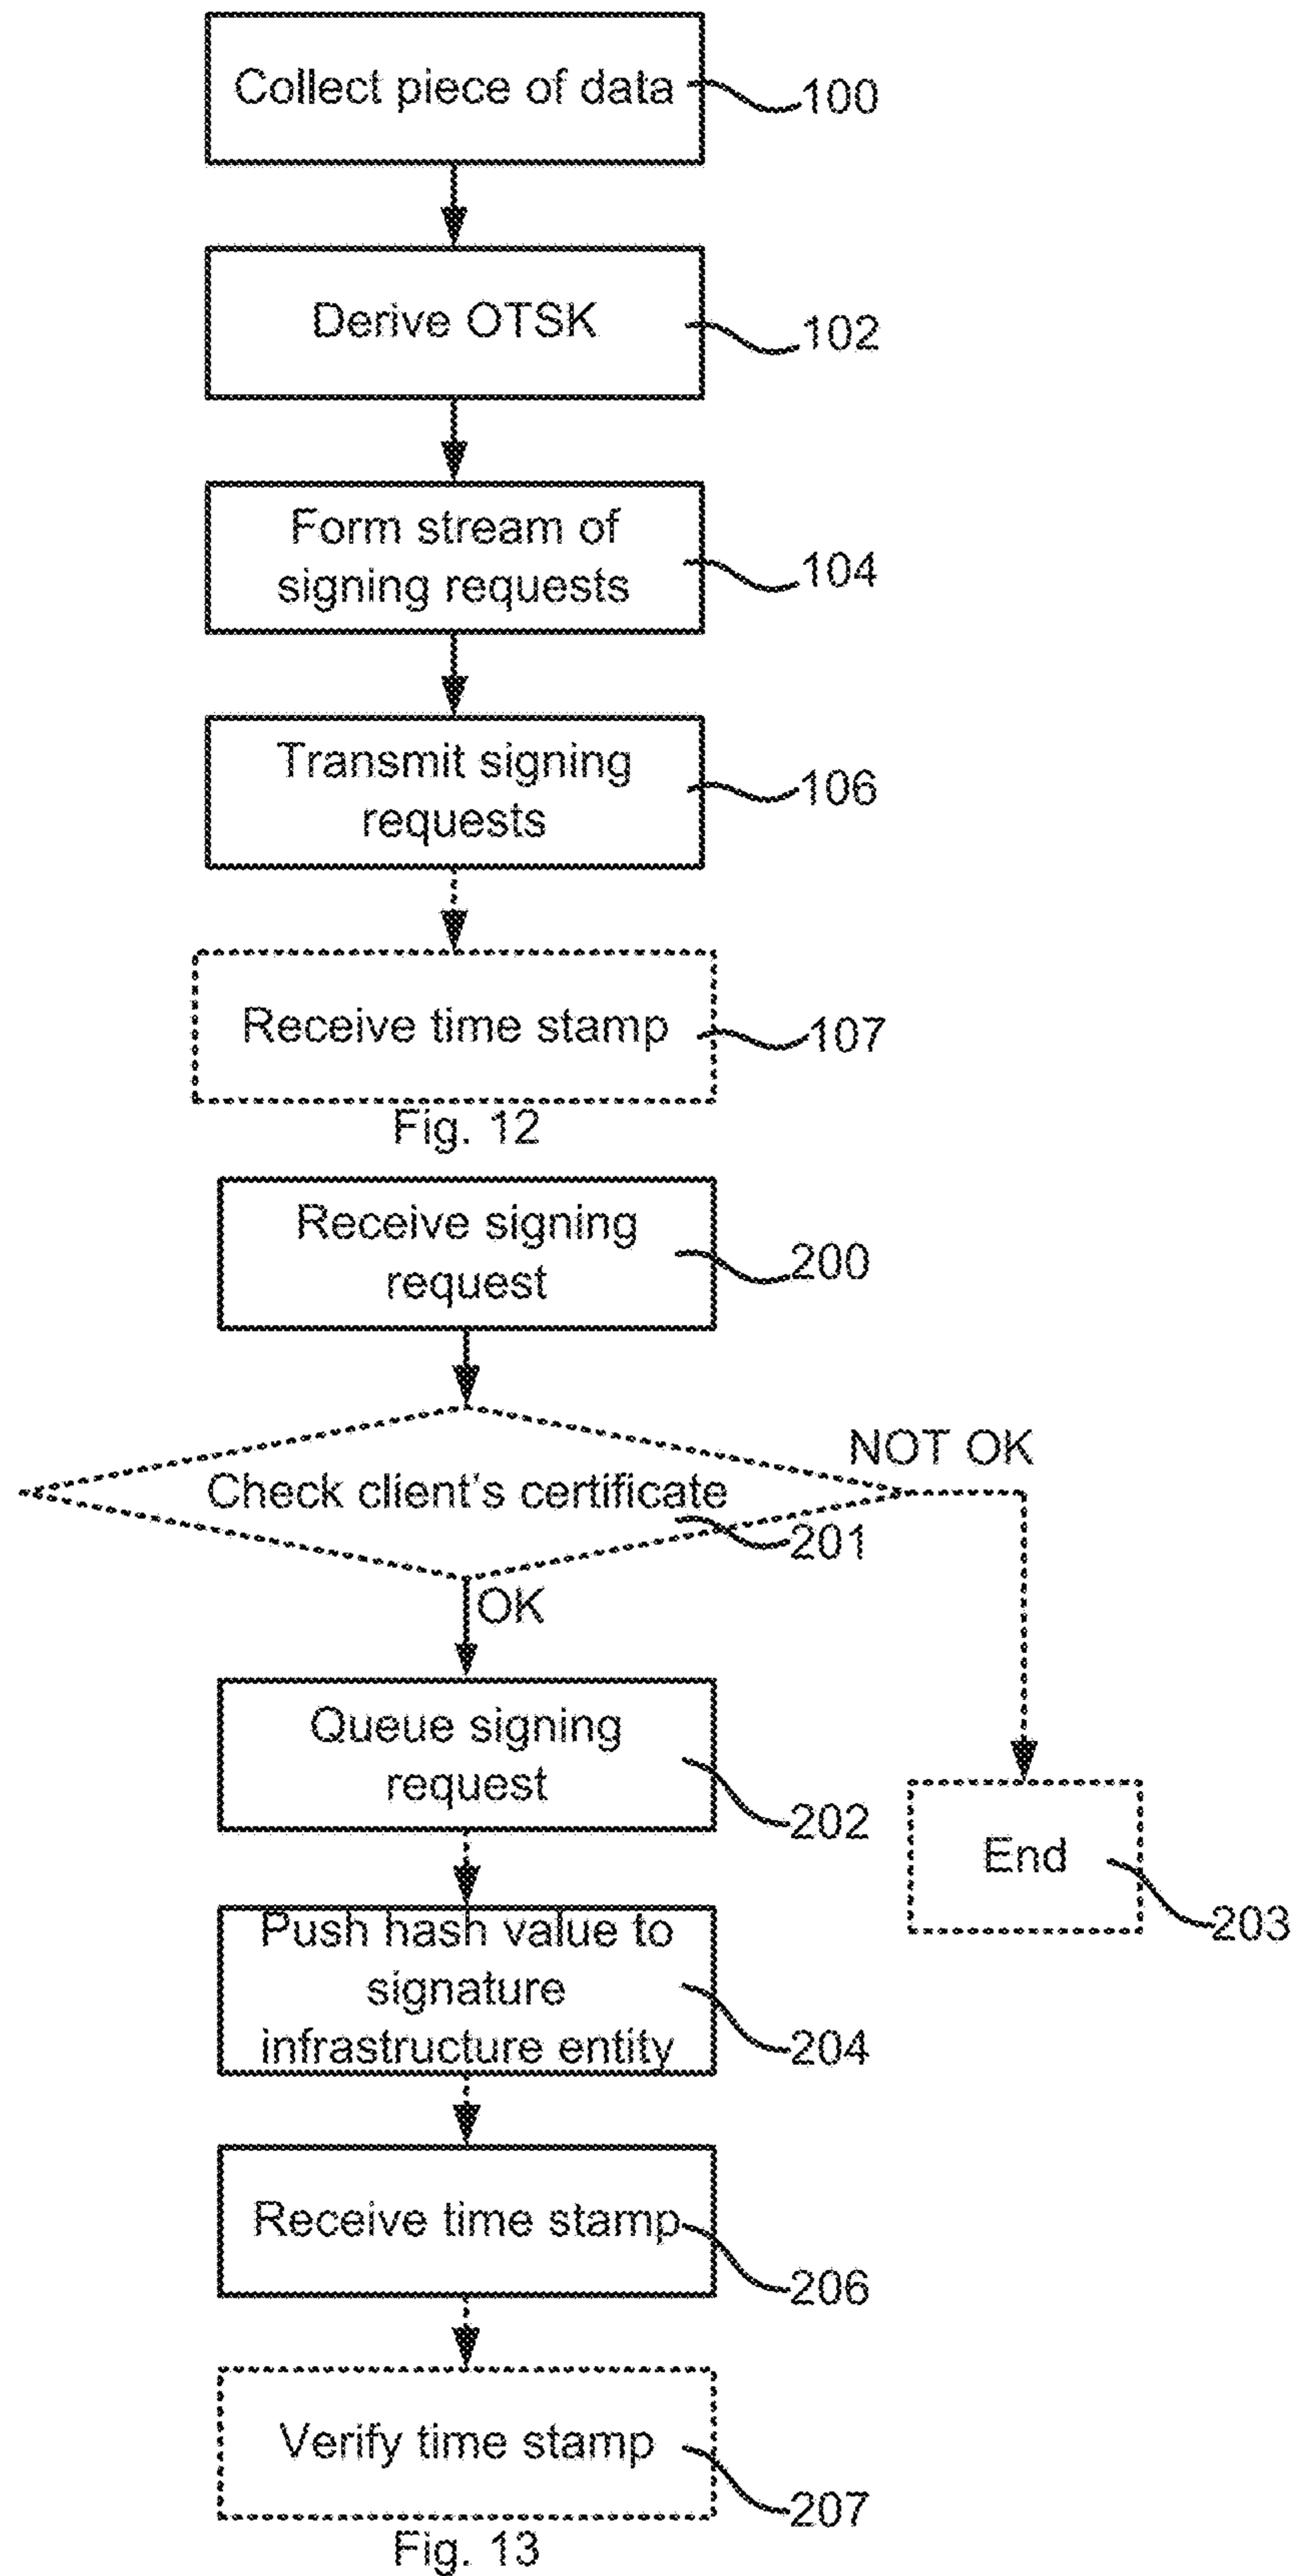 Collect piece of data
100
Derive OTSK
102
Form stream of
signing requests
104
Transmit signing
requests
106
Receive time stamp
107
Fig. 12
Receive signing
request
200
NOT OK
Check client's certificate
201
OK
Queue signing
request
202
End
203
Push hash value to
signature
infrastructure entity
204
Receive time stamp
206
Verify time stamp
207
Fig. 13